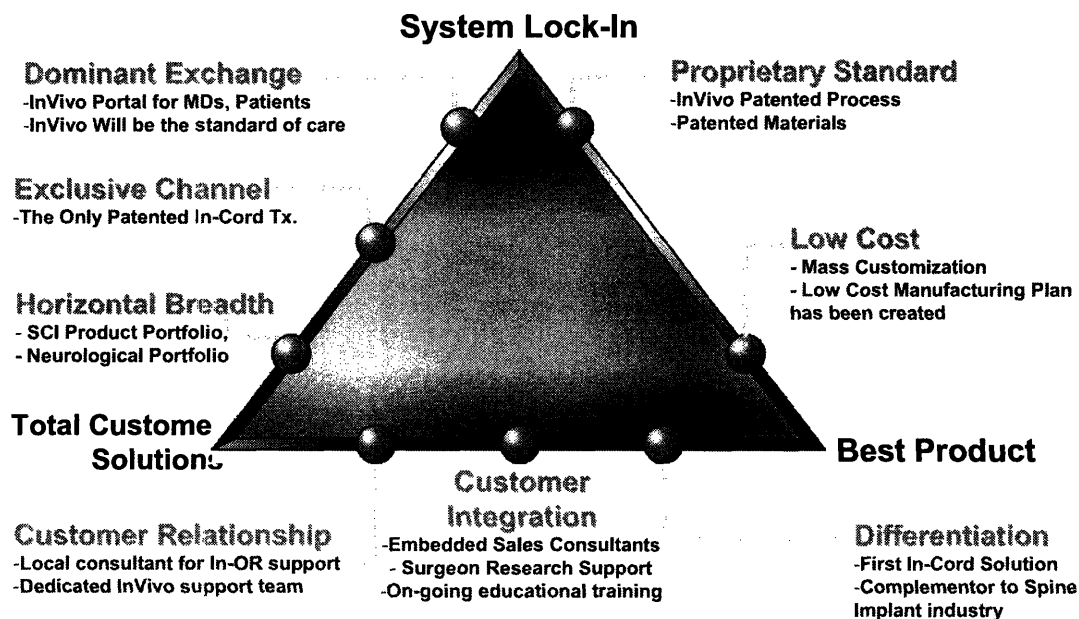 System Lock-In
Dominant Exchange
-InVivo Portal for MDs, Patients
-InVivo Will be the standard of care
Proprietary Standard
-InVivo Patented Process
-Patented Materials
Exclusive Channel
-The Only Patented In-Cord Tx.
Low Cost
- Mass Customization
- Low Cost Manufacturing Plan
has been created
Horizontal Breadth
- SCI Product Portfolio,
- Neurological Portfolio
Total Custome
Solutions
Best Product
Customer Relationship
-Local consultant for In-OR support
-Dedicated InVivo support team
Customer
Integration
-Embedded Sales Consultants
- Surgeon Research Support
-On-going educational training
Differentiation
-First In-Cord Solution
-Complementor to Spine
Implant industry